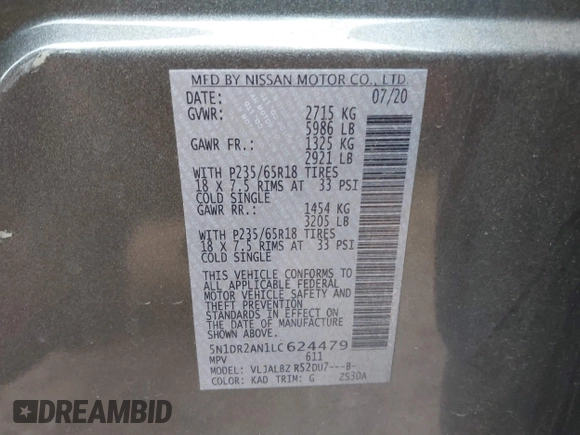 MFD BY NISSAN MOTOR CO., LTD.
DATE: 07/20
GVWR: 2715 KG
5986 LB
GAWR FR.: 1325 KG
2921 LB
WITH P235/65R18 TIRES
18 X 7.5 RIMS AT 33 PSI
COLD SINGLE
GAWR RR.: 1454 KG
3205 LB
WITH P235/65R18 TIRES
18 X 7.5 RIMS AT 33 PSI
COLD SINGLE
THIS VEHICLE CONFORMS TO
ALL APPLICABLE FEDERAL
MOTOR VEHICLE SAFETY AND
THEFT PREVENTION
STANDARDS IN EFFECT ON
THE DATE OF MANUFACTURE
SHOWN ABOVE.
5N1DR2AN1LC624479
MPV 611
MODEL: VLJALBZ R52DU7---B-
COLOR: KAD TRIM: G 2S30A
DREAMBID
dreambid.com